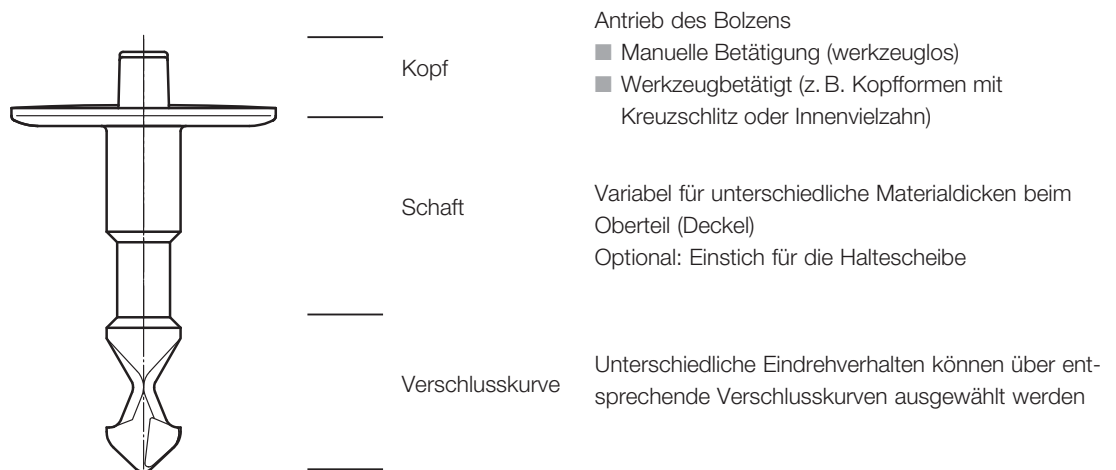 Kopf
Antrieb des Bolzens
■ Manuelle Betätigung (werkzeuglos)
■ Werkzeugbetätigt (z. B. Kopfformen mit
Kreuzschlitz oder Innenvielzahn)
Schaft
Variabel für unterschiedliche Materialdicken beim
Oberteil (Deckel)
Optional: Einstich für die Haltescheibe
Verschlusskurve
Unterschiedliche Eindrehverhalten können über ent-
sprechende Verschlusskurven ausgewählt werden